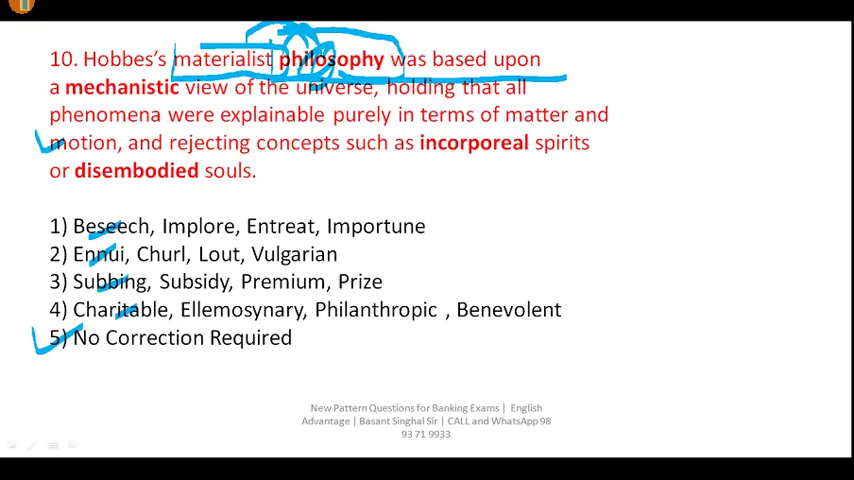 10. Hobbes's materialist philosophy was based upon
a mechanistic view of the universe, holding that all
phenomena were explainable purely in terms of matter and
motion, and rejecting concepts such as incorporeal spirits
or disembodied souls.
1) Beseech, Implore, Entreat, Importune
2) Ennui, Churl, Lout, Vulgarian
3) Subbing, Subsidy, Premium, Prize
4) Charitable, Ellemosynary, Philanthropic , Benevolent
5) No Correction Required
New Pattern Questions for Banking Exams | English
Advantage | Basant Singhal Sir | CALL and WhatsApp 98
93 71 9933